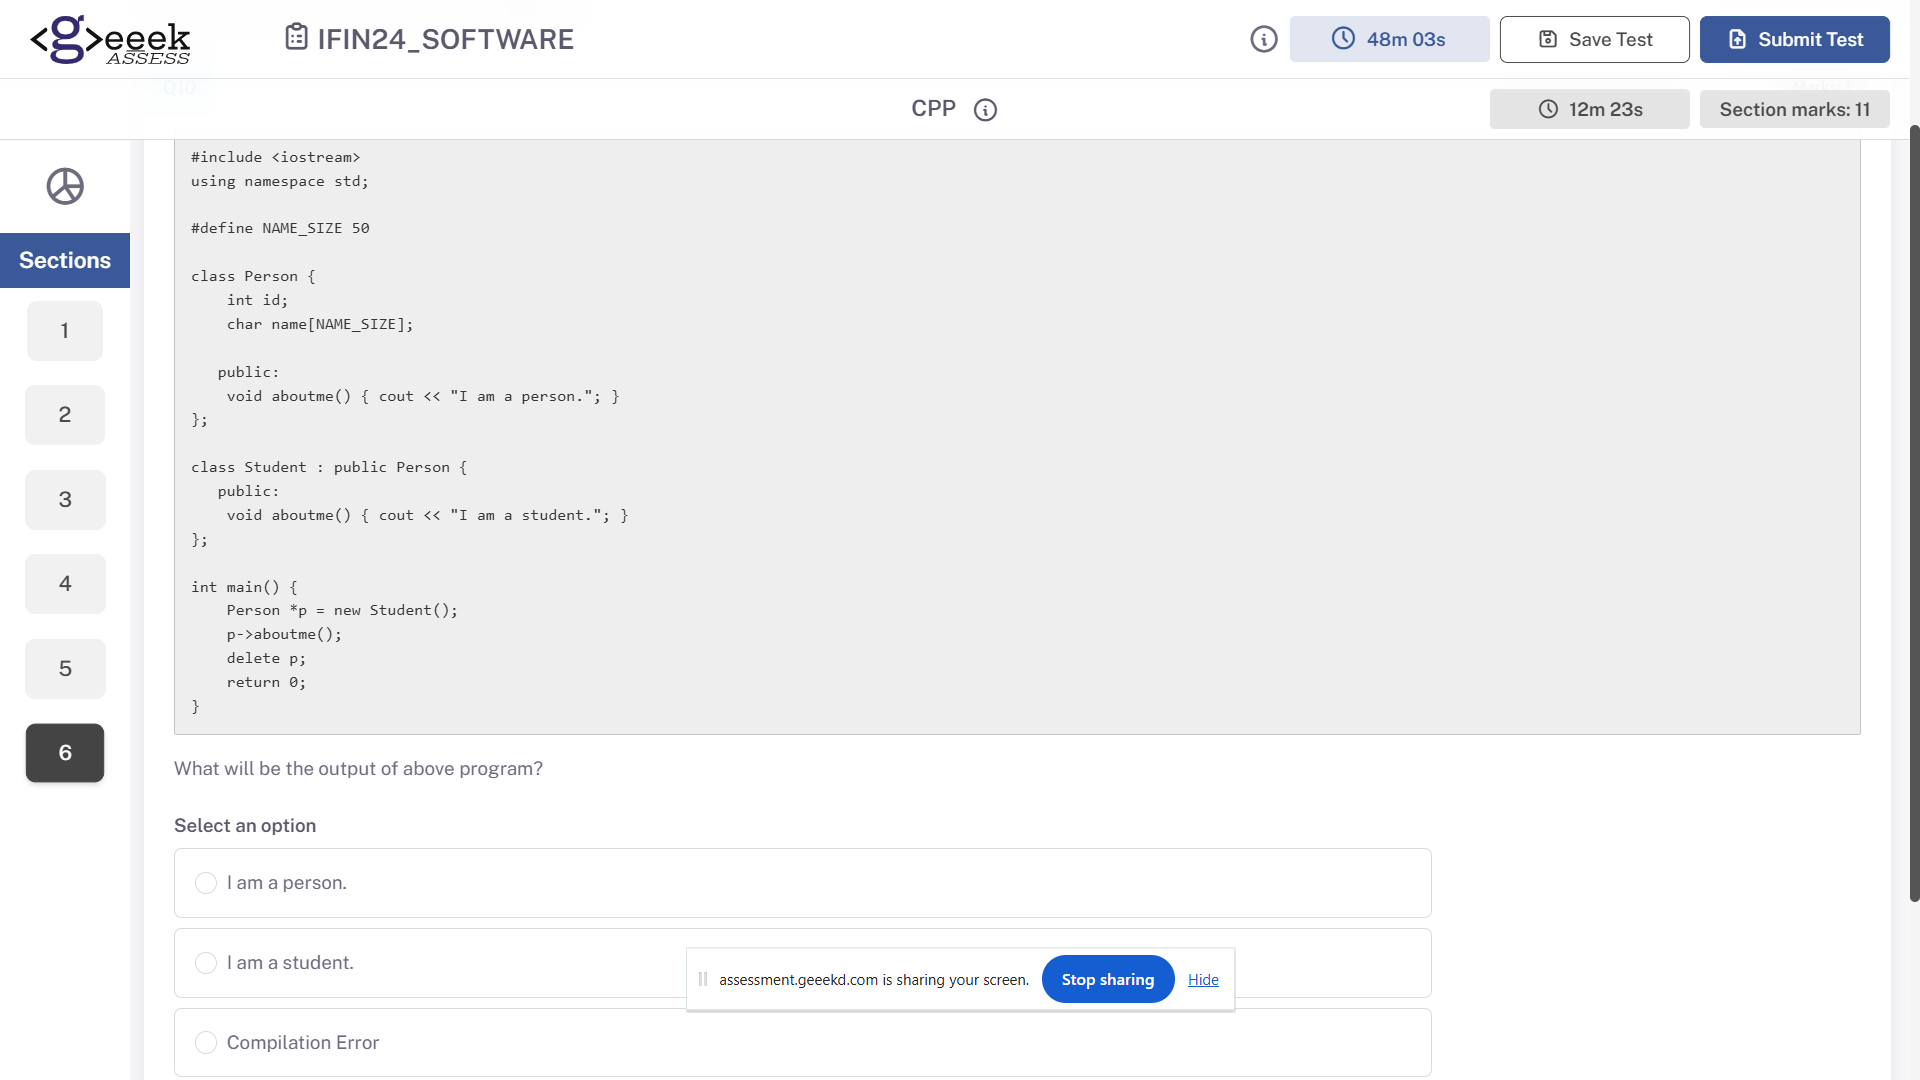 <g>eeek
ASSESS
IFIN24_SOFTWARE
48m 03s
Save Test
Submit Test
Q10
CPP
12m 23s
Section marks: 11
Sections
1
2
3
4
5
6
#include <iostream>
using namespace std;
#define NAME_SIZE 50
class Person {
int id;
char name[NAME_SIZE];
public:
void aboutme() { cout << "I am a person."; }
};
class Student : public Person {
public:
void aboutme() { cout << "I am a student."; }
};
int main() {
Person *p = new Student();
p->aboutme();
delete p;
return 0;
}
What will be the output of above program?
Select an option
I am a person.
I am a student.
assessment.geeekd.com is sharing your screen.
Stop sharing
Hide
Compilation Error